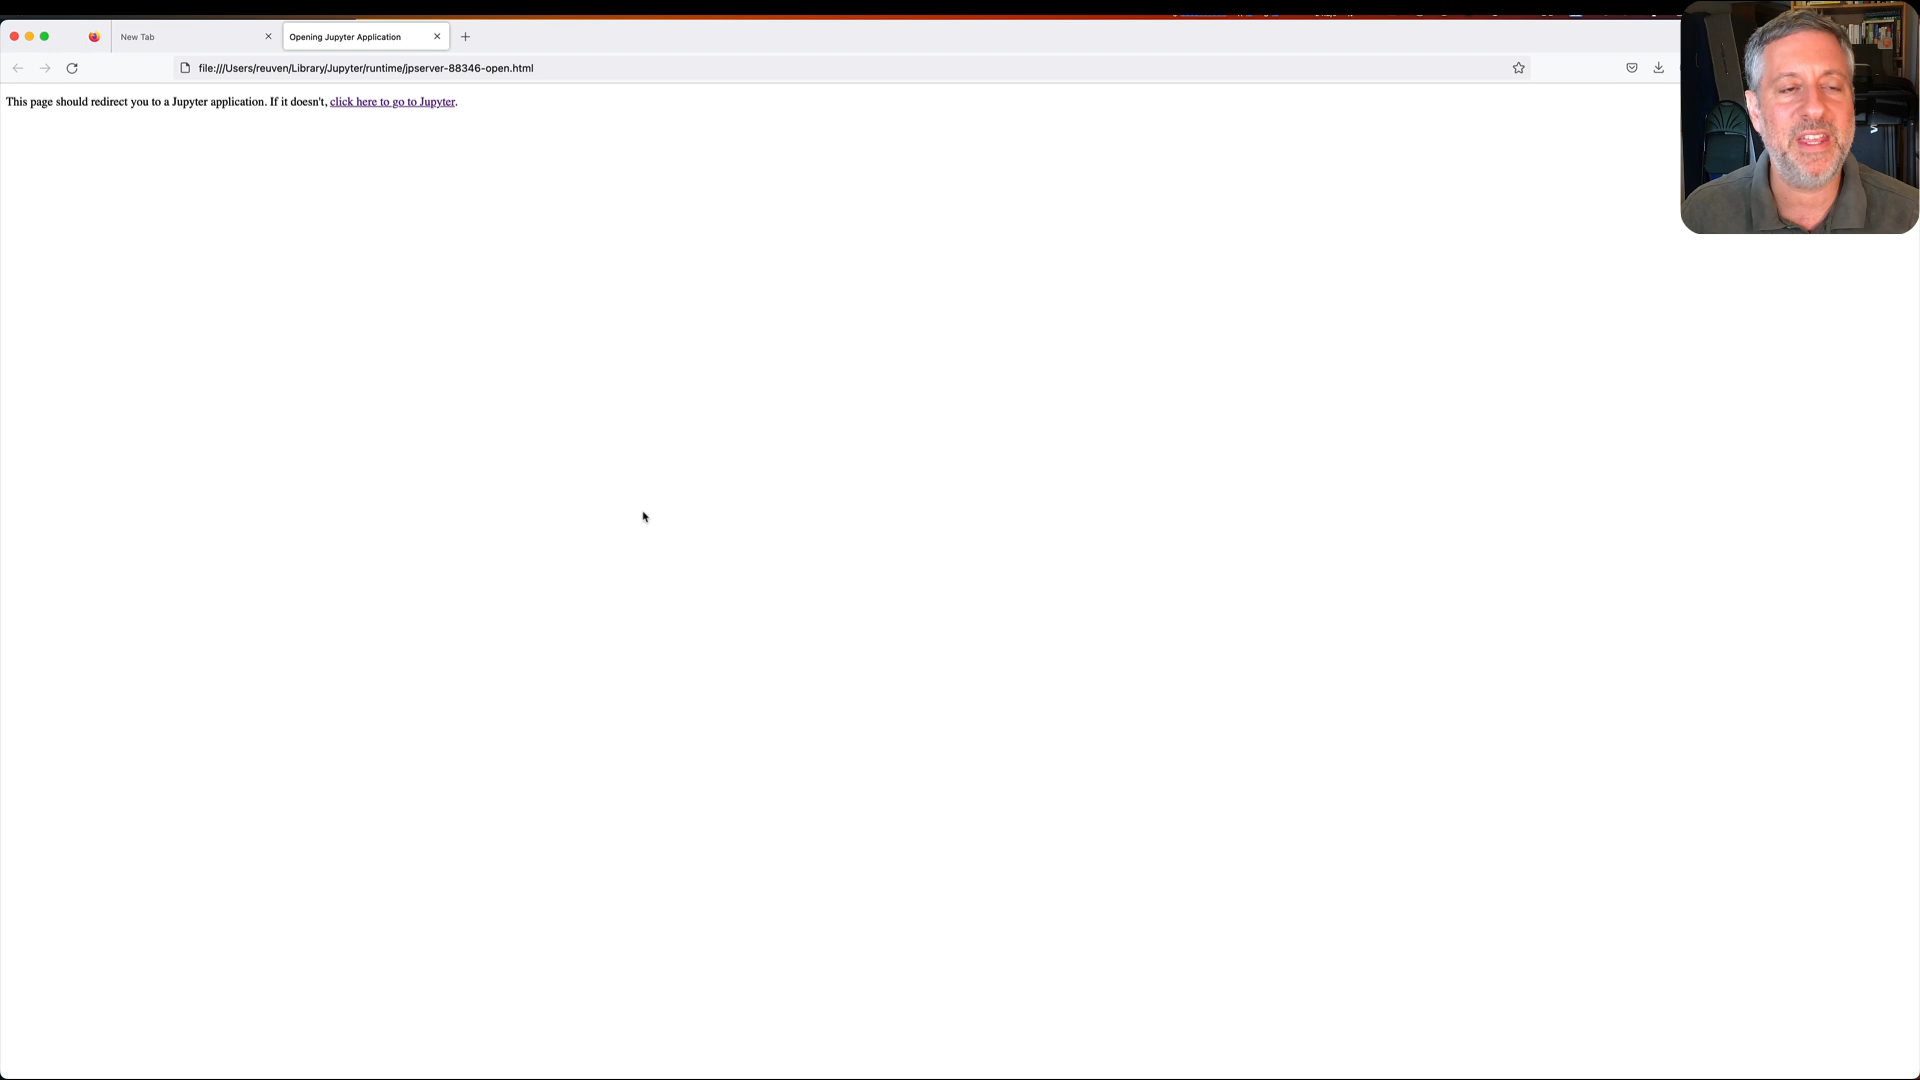 New Tab
Opening Jupyter Application
file:///Users/reuven/Library/Jupyter/runtime/jpserver-88346-open.html
This page should redirect you to a Jupyter application. If it doesn't, click here to go to Jupyter.